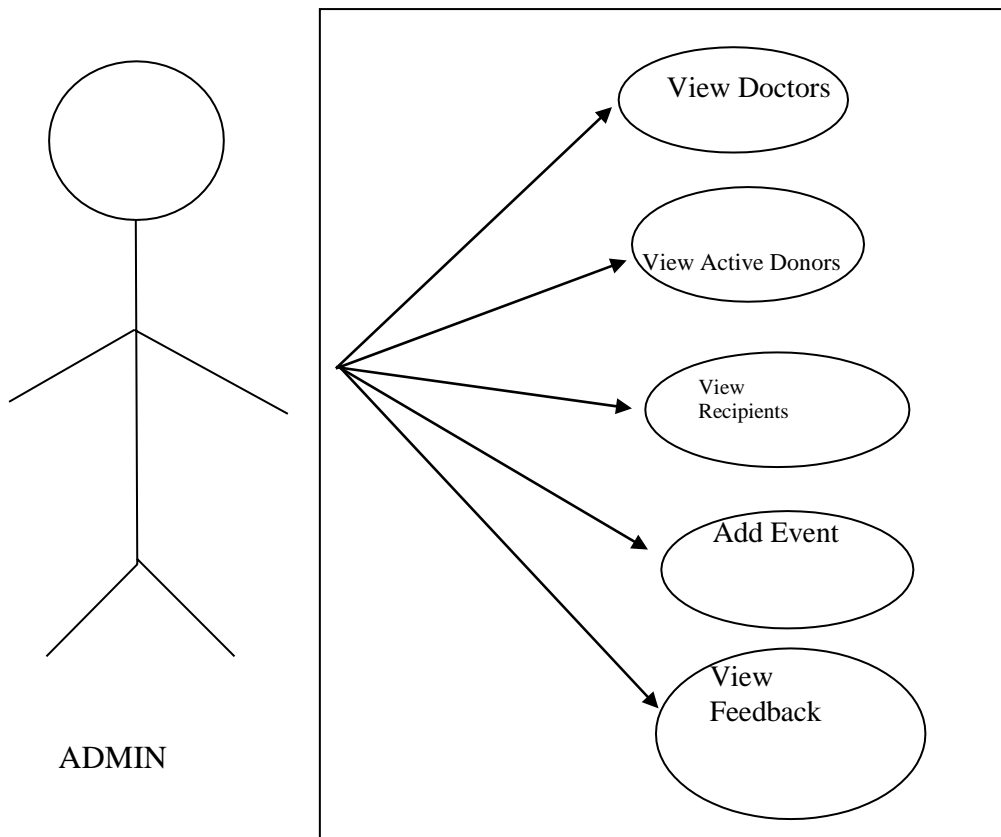 View Doctors
View Active Donors
View
Recipients
Add Event
View
Feedback
ADMIN